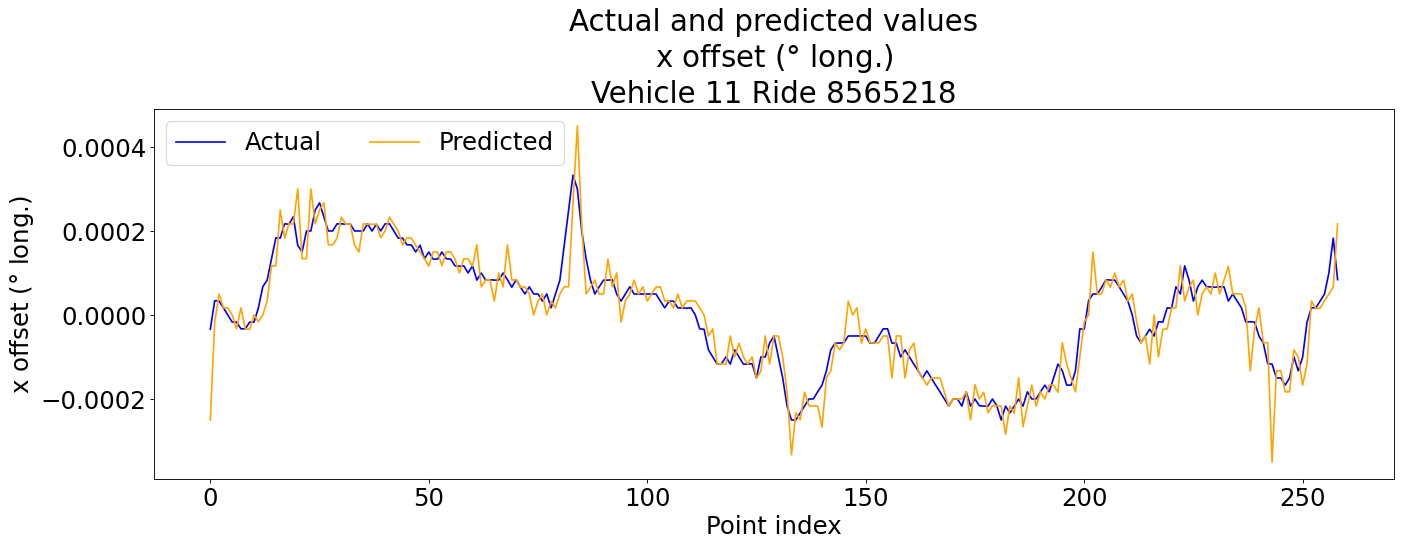 Actual and predicted values
x offset (° long.)
Vehicle 11 Ride 8565218
Actual
Predicted
x offset (° long.)
0.0004
0.0002
0.0000
−0.0002
0
50
100
150
200
250
Point index